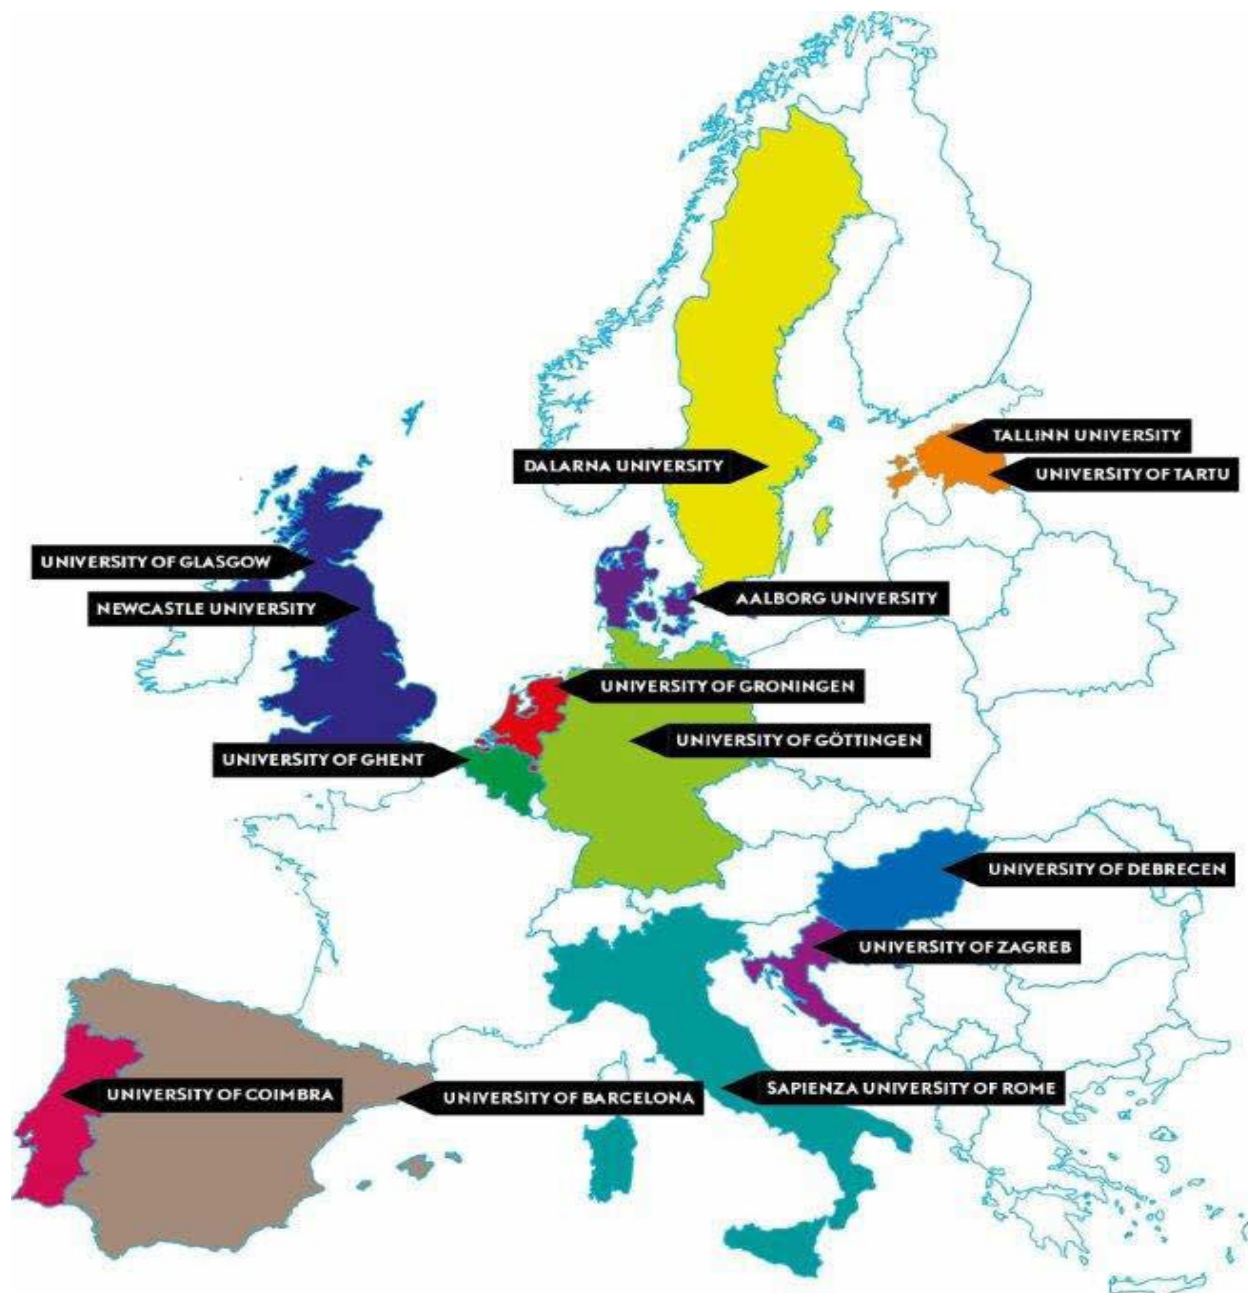 TALLINN UNIVERSITY
DALARNA UNIVERSITY
UNIVERSITY OF TARTU
UNIVERSITY OF GLASGOW
AALBORG UNIVERSITY
NEWCASTLE UNIVERSITY
UNIVERSITY OF GRONINGEN
UNIVERSITY OF GÖTTINGEN
UNIVERSITY OF GHENT
UNIVERSITY OF DEBRECEN
UNIVERSITY OF ZAGREB
SAPIENZA UNIVERSITY OF ROME
UNIVERSITY OF COIMBRA
UNIVERSITY OF BARCELONA